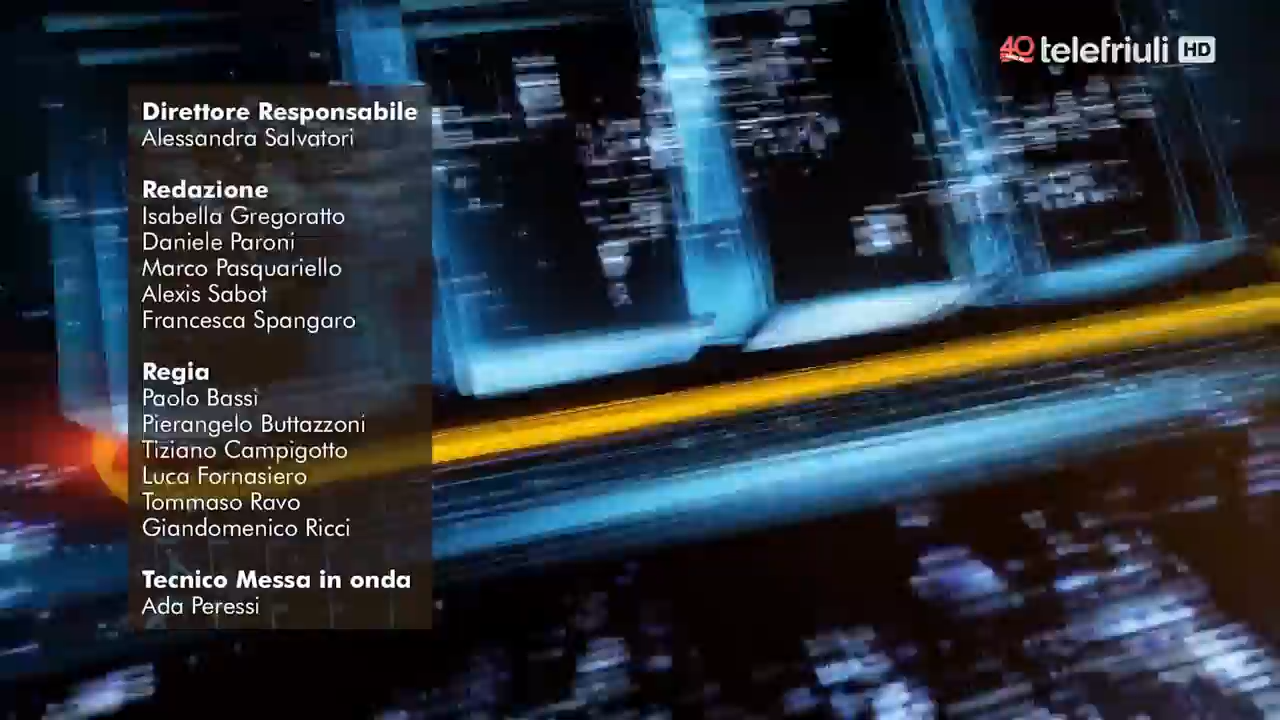 40 telefriuli HD
Direttore Responsabile
Alessandra Salvatori
Redazione
Isabella Gregoratto
Daniele Paroni
Marco Pasquariello
Alexis Sabot
Francesca Spangaro
Regia
Paolo Bassi
Pierangelo Buttazzoni
Tiziano Campigotto
Luca Fornasiero
Tommaso Ravo
Giandomenico Ricci
Tecnico Messa in onda
Ada Peressi